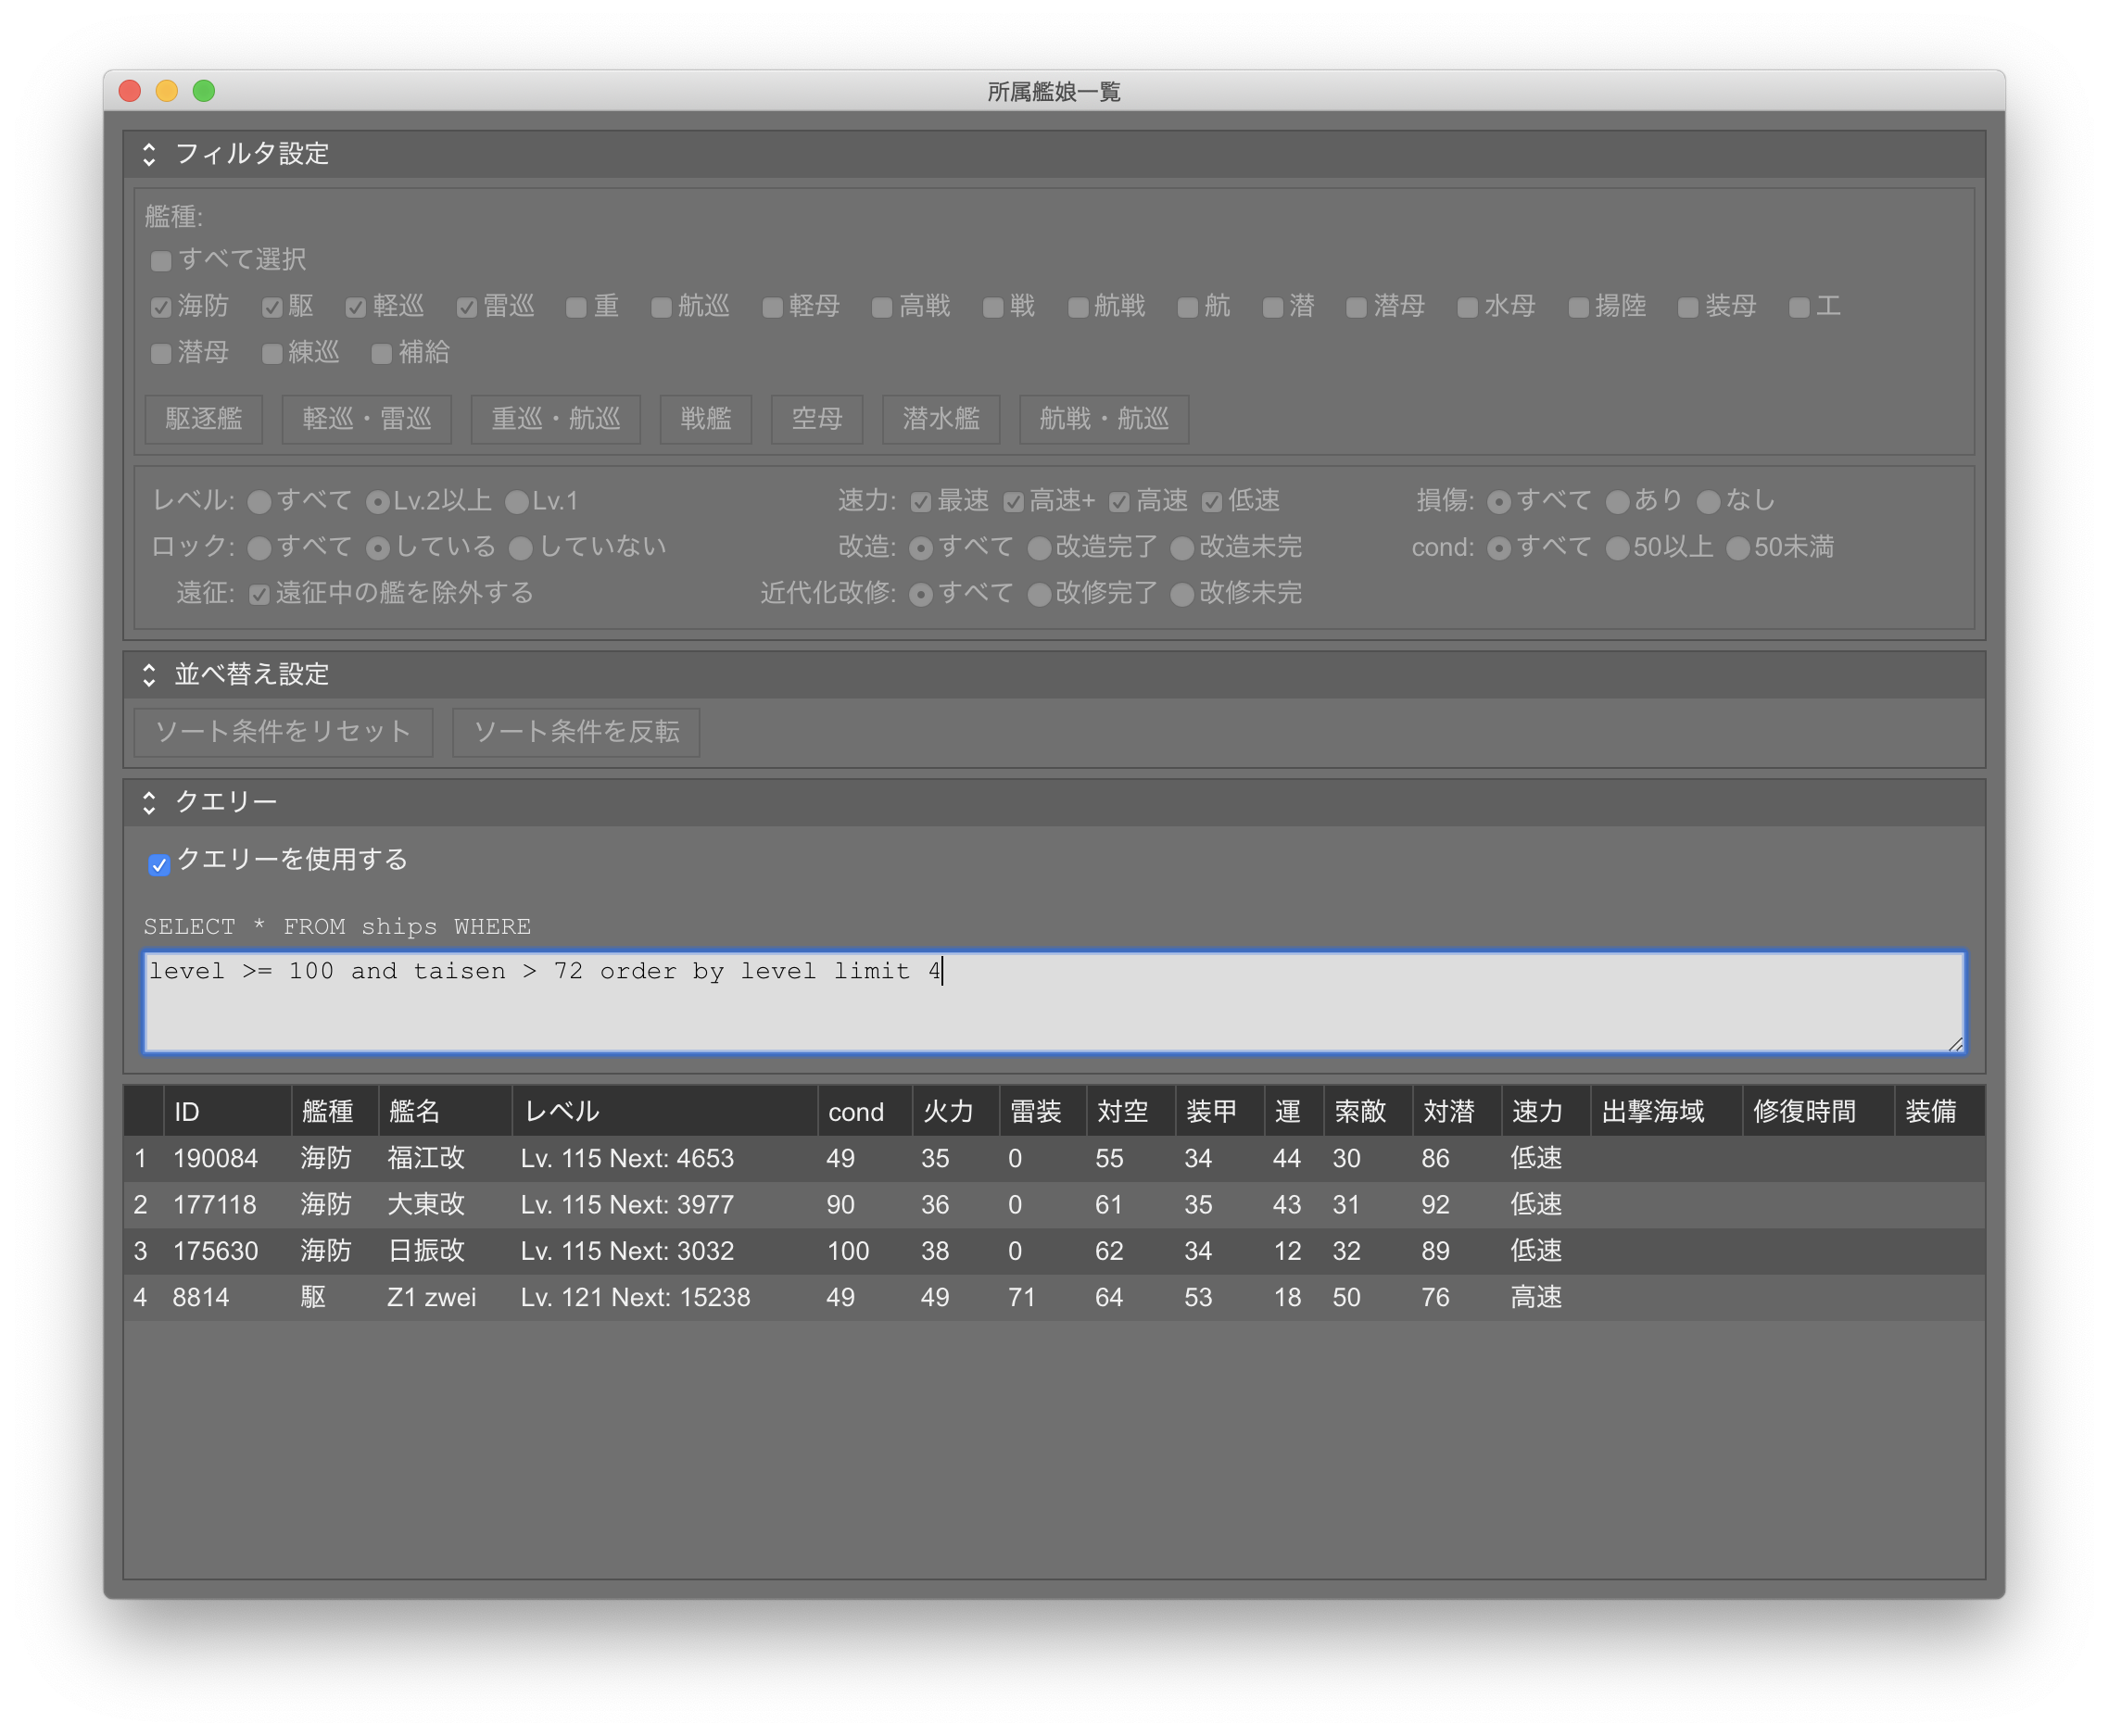 所属艦娘一覧
フィルタ設定
艦種:
すべて選択
海防 駆 軽巡 雷巡 重 航巡 軽母 高戦 戦 航戦 航 潜 潜母 水母 揚陸 装母 工
潜母 練巡 補給
駆逐艦 軽巡・雷巡 重巡・航巡 戦艦 空母 潜水艦 航戦・航巡
レベル: すべて Lv.2以上 Lv.1 速力: 最速 高速+ 高速 低速 損傷: すべて あり なし
ロック: すべて している していない 改造: すべて 改造完了 改造未完 cond: すべて 50以上 50未満
遠征: 遠征中の艦を除外する 近代化改修: すべて 改修完了 改修未完
並べ替え設定
ソート条件をリセット ソート条件を反転
クエリー
クエリーを使用する
SELECT * FROM ships WHERE
level >= 100 and taisen > 72 order by level limit 4
ID 艦種 艦名 レベル cond 火力 雷装 対空 装甲 運 索敵 対潜 速力 出撃海域 修復時間 装備
1 190084 海防 福江改 Lv. 115 Next: 4653 49 35 0 55 34 44 30 86 低速
2 177118 海防 大東改 Lv. 115 Next: 3977 90 36 0 61 35 43 31 92 低速
3 175630 海防 日振改 Lv. 115 Next: 3032 100 38 0 62 34 12 32 89 低速
4 8814 駆 Z1 zwei Lv. 121 Next: 15238 49 49 71 64 53 18 50 76 高速